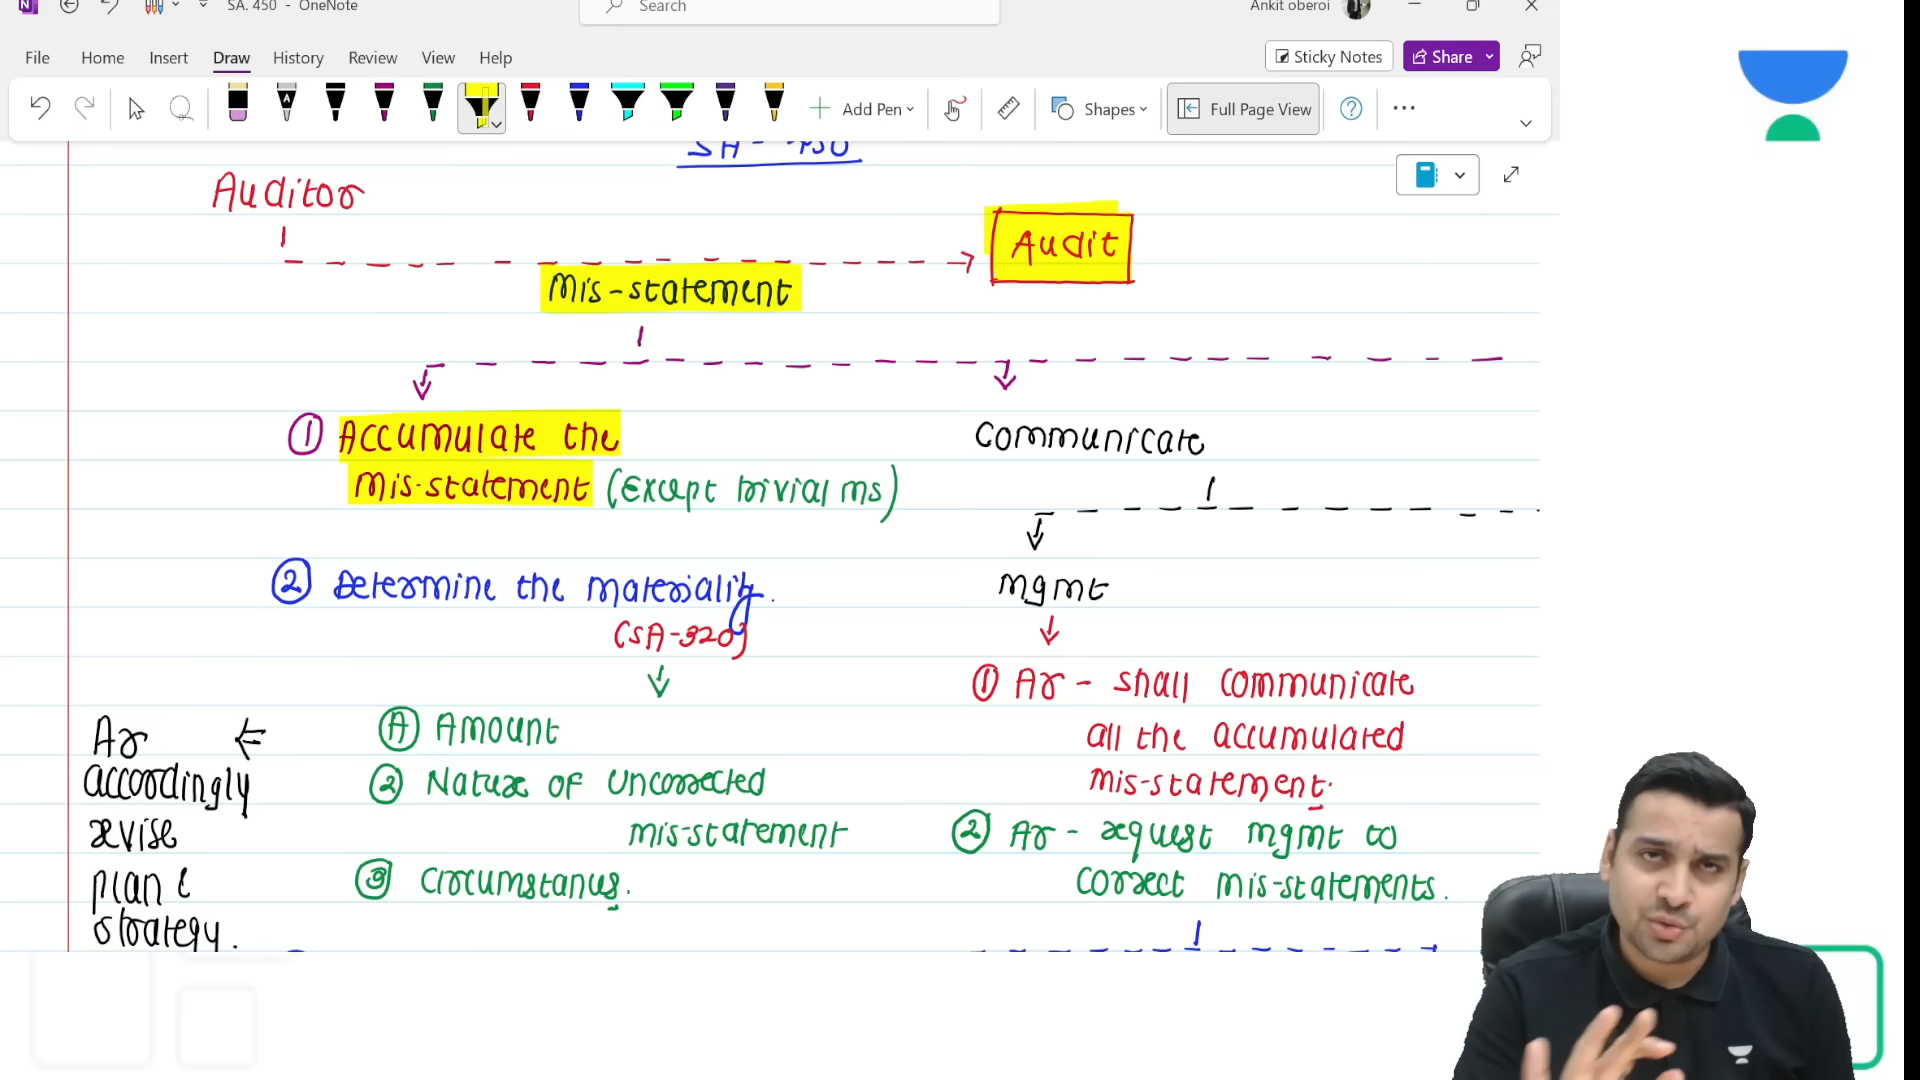 SA. 450 - OneNote
Search
Ankit oberoi
File Home Insert Draw History Review View Help
Sticky Notes
Share
A
Add Pen
Shapes
Full Page View
SA - 450
Auditor
Audit
Mis-statement
① Accumulate the
Mis-statement (Except trivial ms)
Communicate
② Determine the materiality.
(SA-320)
Mgmt
① Ar - shall communicate
all the accumulated
Mis-statement.
② Ar - request mgmt to
correct mis-statements.
Ⓐ Amount
② Nature of Uncorrected
mis-statement
③ Circumstances.
Ar
accordingly
revise
plan &
strategy.